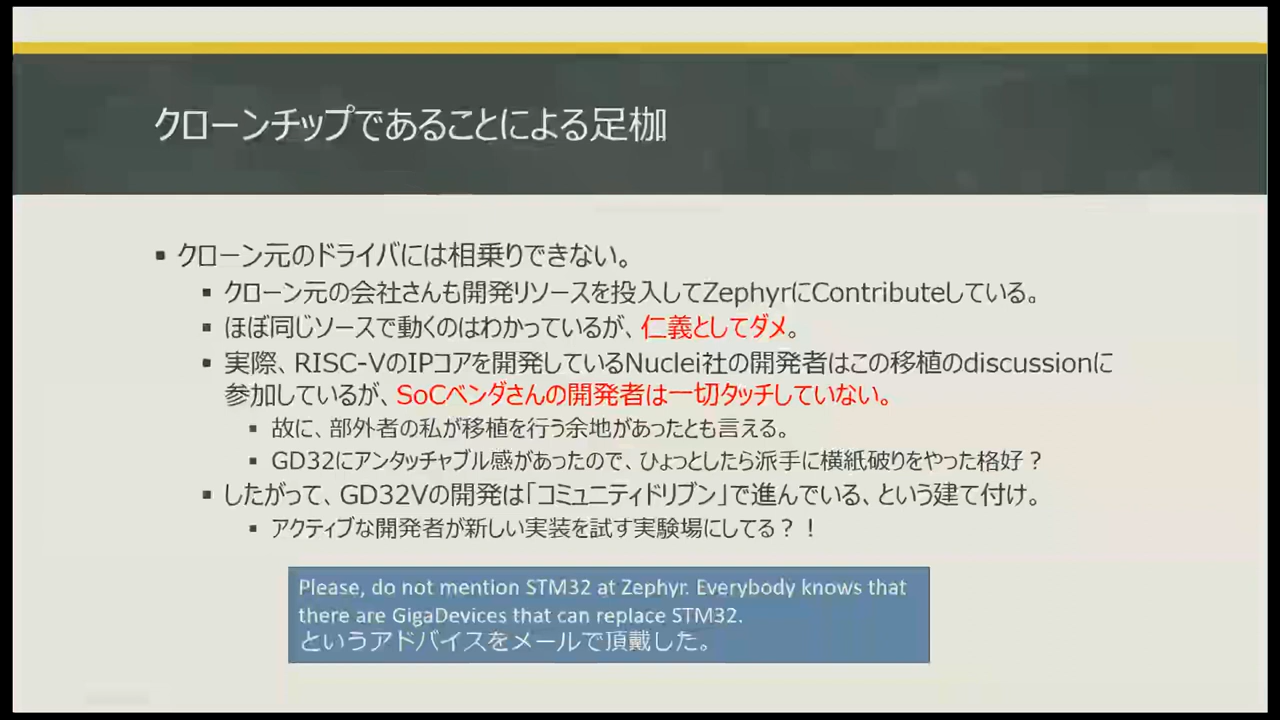 クローンチップであることによる足枷
▪ クローン元のドライバには相乗りできない。
▪ クローン元の会社さんも開発リソースを投入してZephyrにContributeしている。
▪ ほぼ同じソースで動くのはわかっているが、仁義としてダメ。
▪ 実際、RISC-VのIPコアを開発しているNuclei社の開発者はこの移植のdiscussionに
参加しているが、SoCベンダさんの開発者は一切タッチしていない。
▪ 故に、部外者の私が移植を行う余地があったとも言える。
▪ GD32にアンタッチャブル感があったので、ひょっとしたら派手に横紙破りをやった格好？
▪ したがって、GD32Vの開発は「コミュニティドリブン」で進んでいる、という建て付け。
▪ アクティブな開発者が新しい実装を試す実験場にしてる？！
Please, do not mention STM32 at Zephyr. Everybody knows that
there are GigaDevices that can replace STM32.
というアドバイスをメールで頂戴した。